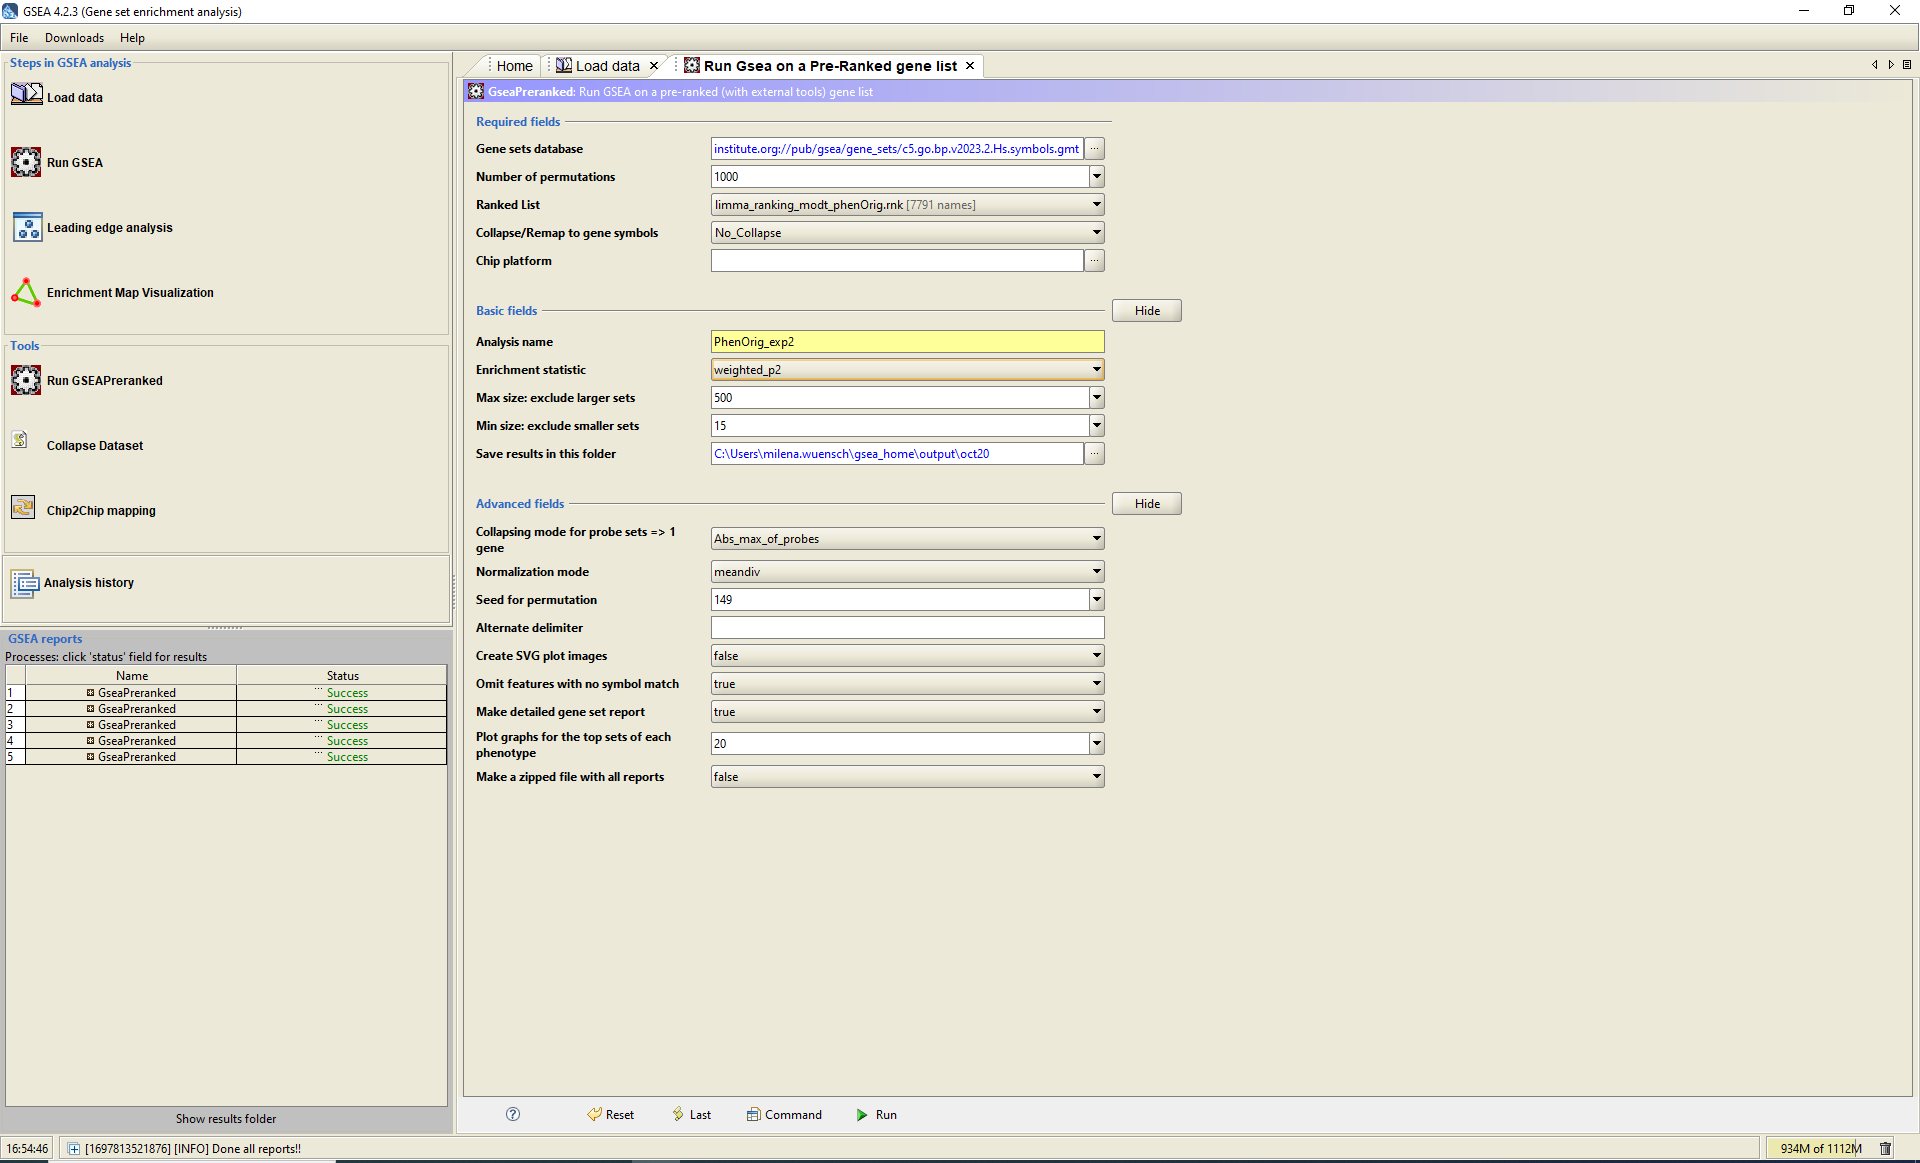 GSEA 4.2.3 (Gene set enrichment analysis)
File Downloads Help
Steps in GSEA analysis
Load data
Run GSEA
Leading edge analysis
Enrichment Map Visualization
Tools
Run GSEAPreranked
Collapse Dataset
Chip2Chip mapping
Analysis history
GSEA reports
Processes: click 'status' field for results
Name Status
1 GseaPreranked ... Success
2 GseaPreranked ... Success
3 GseaPreranked ... Success
4 GseaPreranked ... Success
5 GseaPreranked ... Success
Show results folder
Home Load data Run Gsea on a Pre-Ranked gene list
GseaPreranked: Run GSEA on a pre-ranked (with external tools) gene list
Required fields
Gene sets database institute.org://pub/gsea/gene_sets/c5.go.bp.v2023.2.Hs.symbols.gmt ...
Number of permutations 1000
Ranked List limma_ranking_modt_phenOrig.rnk [7791 names]
Collapse/Remap to gene symbols No_Collapse
Chip platform ...
Basic fields Hide
Analysis name PhenOrig_exp2
Enrichment statistic weighted_p2
Max size: exclude larger sets 500
Min size: exclude smaller sets 15
Save results in this folder C:\Users\milena.wuensch\gsea_home\output\oct20 ...
Advanced fields Hide
Collapsing mode for probe sets => 1
gene Abs_max_of_probes
Normalization mode meandiv
Seed for permutation 149
Alternate delimiter
Create SVG plot images false
Omit features with no symbol match true
Make detailed gene set report true
Plot graphs for the top sets of each
phenotype 20
Make a zipped file with all reports false
? Reset Last Command Run
16:54:46 [1697813521876] [INFO] Done all reports!! 934M of 1112M